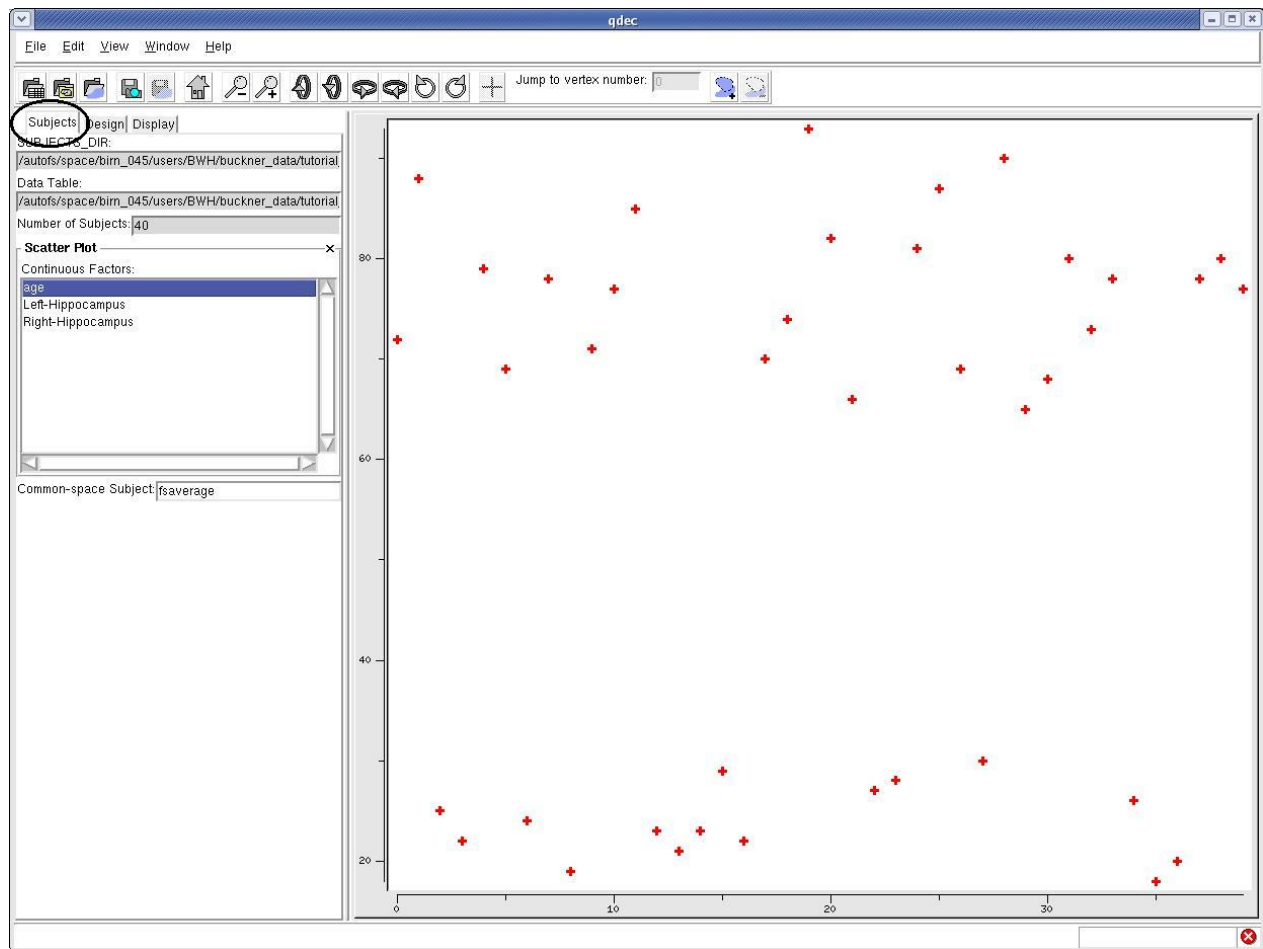 qdec
File Edit View Window Help
Jump to vertex number: 0
Subjects Design Display
SUBJECTS_DIR:
/autofs/space/birn_045/users/BWH/buckner_data/tutorial_
Data Table:
/autofs/space/birn_045/users/BWH/buckner_data/tutorial_
Number of Subjects: 40
Scatter Plot
Continuous Factors:
age
Left-Hippocampus
Right-Hippocampus
Common-space Subject: fsaverage
80
60
40
20
0 10 20 30